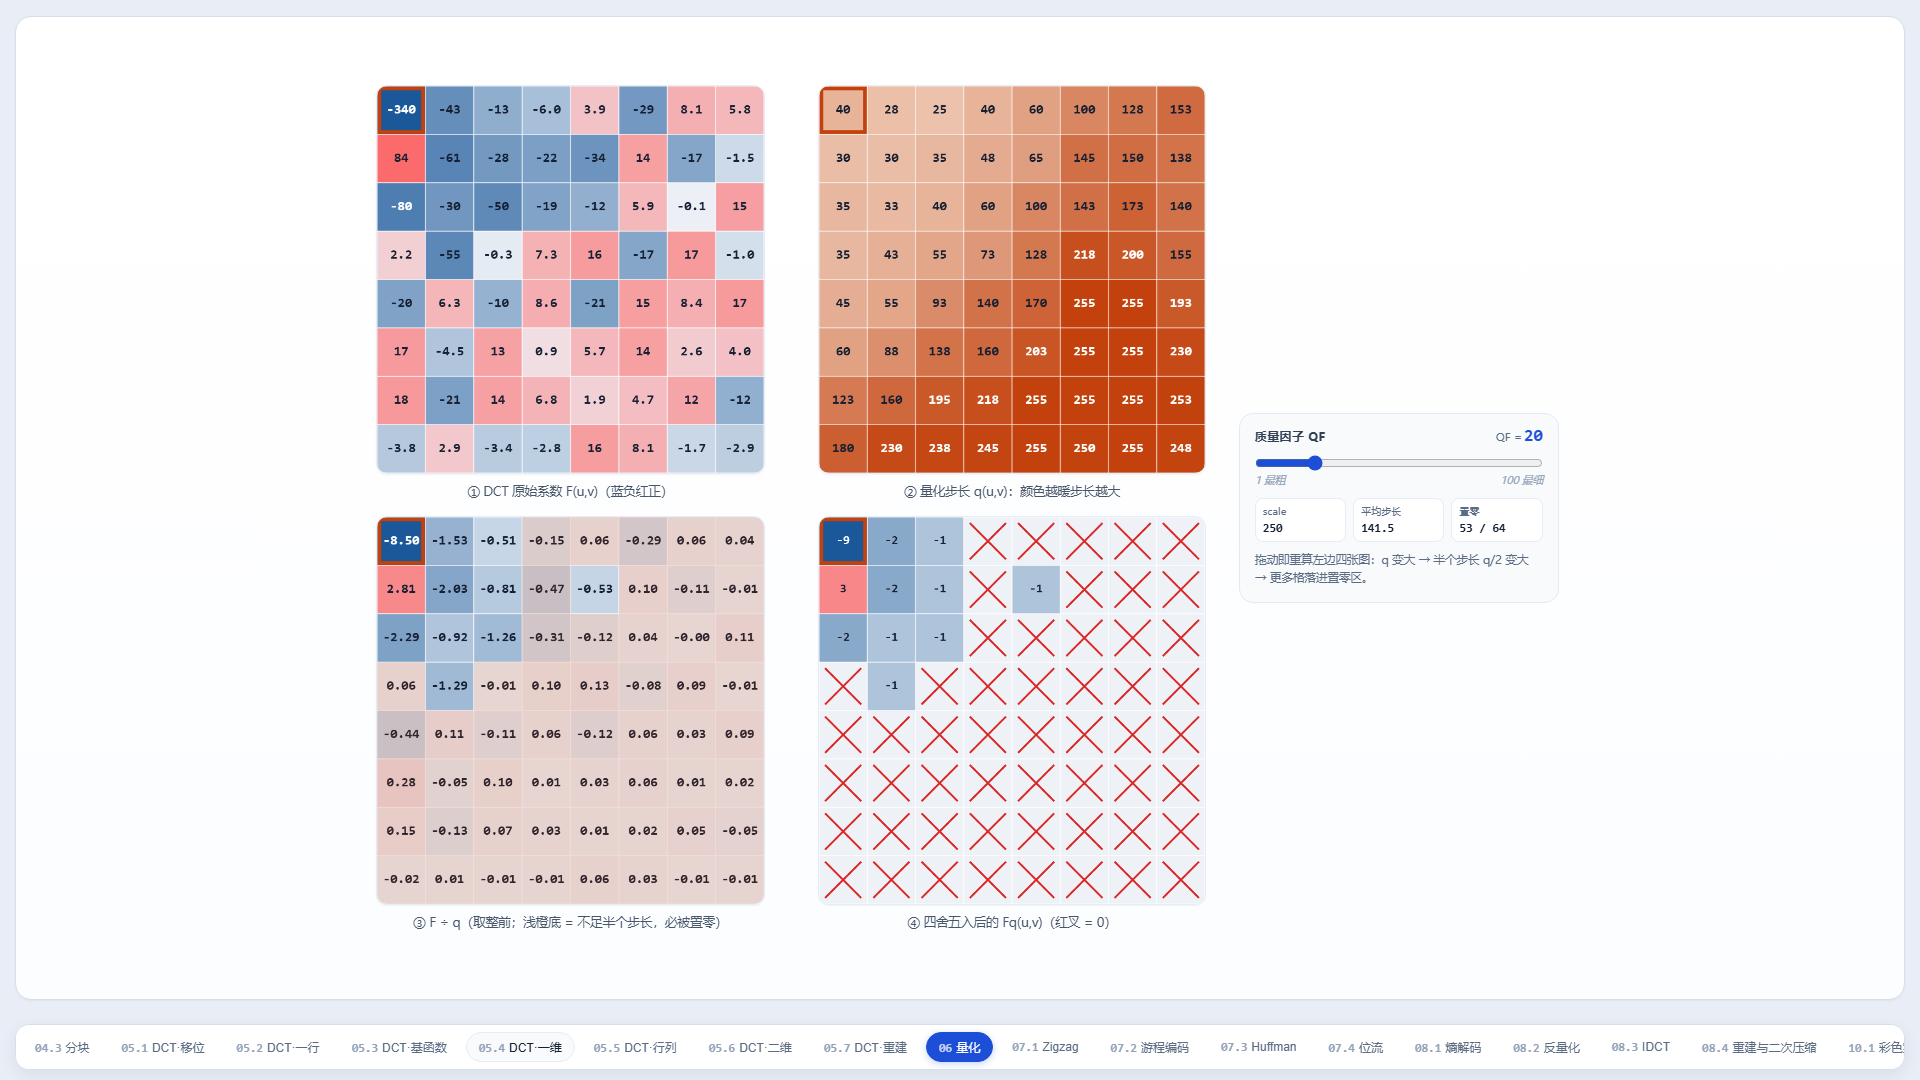 -340 -43 -13 -6.0 3.9 -29 8.1 5.8
84 -61 -28 -22 -34 14 -17 -1.5
-80 -30 -50 -19 -12 5.9 -0.1 15
2.2 -55 -0.3 7.3 16 -17 17 -1.0
-20 6.3 -10 8.6 -21 15 8.4 17
17 -4.5 13 0.9 5.7 14 2.6 4.0
18 -21 14 6.8 1.9 4.7 12 -12
-3.8 2.9 -3.4 -2.8 16 8.1 -1.7 -2.9
① DCT 原始系数 F(u,v)（蓝负红正）
40 28 25 40 60 100 128 153
30 30 35 48 65 145 150 138
35 33 40 60 100 143 173 140
35 43 55 73 128 218 200 155
45 55 93 140 170 255 255 193
60 88 138 160 203 255 255 230
123 160 195 218 255 255 255 253
180 230 238 245 255 250 255 248
② 量化步长 q(u,v)：颜色越暖步长越大
-8.50 -1.53 -0.51 -0.15 0.06 -0.29 0.06 0.04
2.81 -2.03 -0.81 -0.47 -0.53 0.10 -0.11 -0.01
-2.29 -0.92 -1.26 -0.31 -0.12 0.04 -0.00 0.11
0.06 -1.29 -0.01 0.10 0.13 -0.08 0.09 -0.01
-0.44 0.11 -0.11 0.06 -0.12 0.06 0.03 0.09
0.28 -0.05 0.10 0.01 0.03 0.06 0.01 0.02
0.15 -0.13 0.07 0.03 0.01 0.02 0.05 -0.05
-0.02 0.01 -0.01 -0.01 0.06 0.03 -0.01 -0.01
③ F ÷ q（取整前；浅橙底 = 不足半个步长，必被置零）
-9 -2 -1
3 -2 -1 -1
-2 -1 -1
-1
④ 四舍五入后的 Fq(u,v)（红叉 = 0）
质量因子 QF QF = 20
1 最粗 100 最细
scale 平均步长 置零
250 141.5 53 / 64
拖动即重算左边四张图：q 变大 → 半个步长 q/2 变大
→ 更多格落进置零区。
04.3 分块 05.1 DCT·移位 05.2 DCT·一行 05.3 DCT·基函数 05.4 DCT·一维 05.5 DCT·行列 05.6 DCT·二维 05.7 DCT·重建 06 量化 07.1 Zigzag 07.2 游程编码 07.3 Huffman 07.4 位流 08.1 熵解码 08.2 反量化 08.3 IDCT 08.4 重建与二次压缩 10.1 彩色